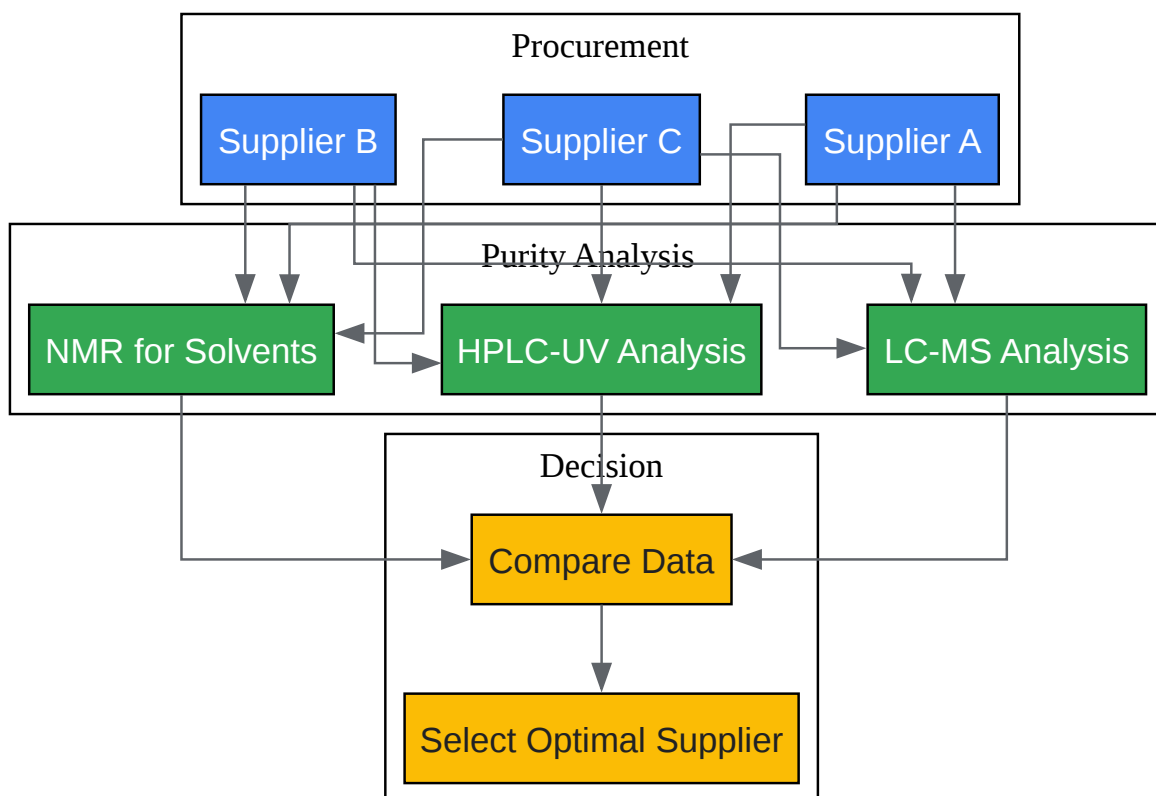 Procurement
Supplier B
Supplier C
Supplier A
Purity Analysis
NMR for Solvents
HPLC-UV Analysis
LC-MS Analysis
Decision
Compare Data
Select Optimal Supplier